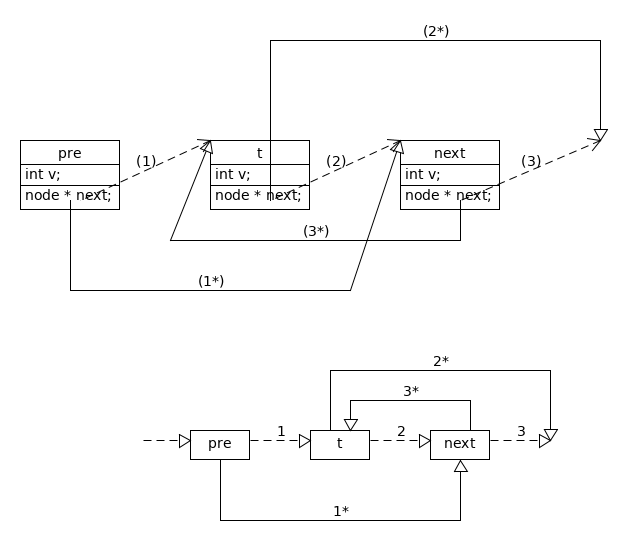 (2*)
pre
(1)
t
(2)
next
(3)
int v;
int v;
int v;
node * next;
node * next;
node * next;
(3*)
(1*)
2*
3*
pre
1
t
2
next
3
1*